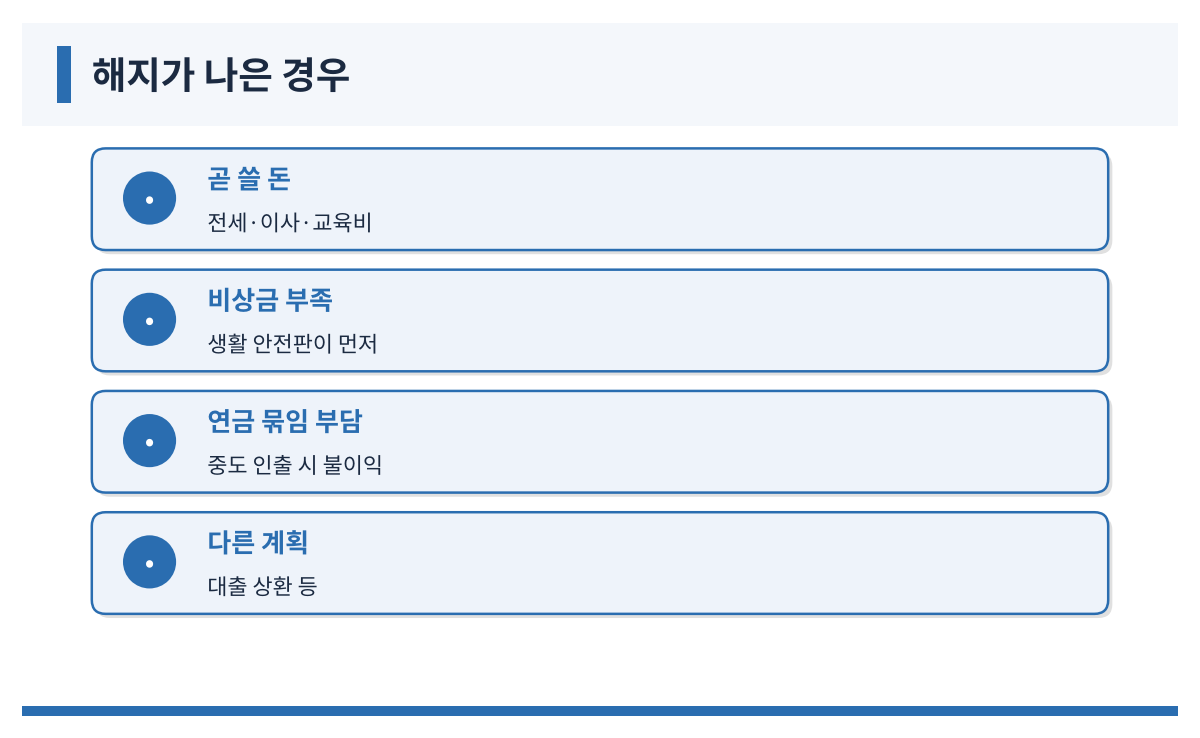 해지가 나은 경우
곧 쓸 돈
전세·이사·교육비
비상금 부족
생활 안전판이 먼저
연금 묶임 부담
중도 인출 시 불이익
다른 계획
대출 상환 등